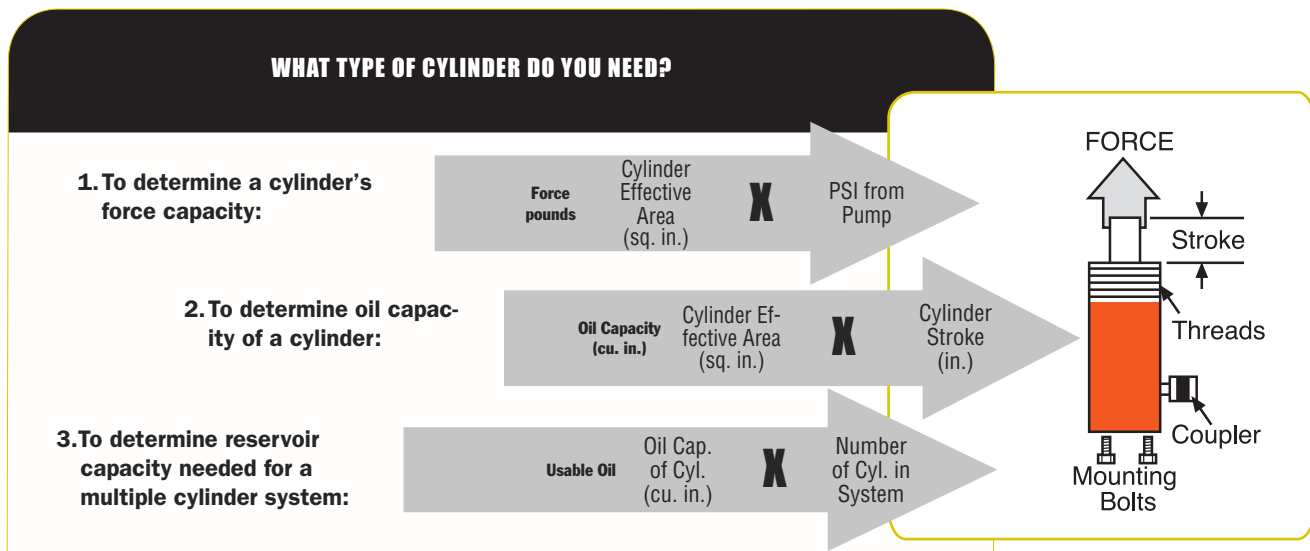 WHAT TYPE OF CYLINDER DO YOU NEED?
1. To determine a cylinder's
force capacity:
Force
pounds
Cylinder
Effective
Area
(sq. in.)
X
PSI from
Pump
2. To determine oil capac-
ity of a cylinder:
Oil Capacity
(cu. in.)
Cylinder Ef-
fective Area
(sq. in.)
X
Cylinder
Stroke
(in.)
3.To determine reservoir
capacity needed for a
multiple cylinder system:
Usable Oil
Oil Cap.
of Cyl.
(cu. in.)
X
Number
of Cyl. in
System
FORCE
Stroke
Threads
Coupler
Mounting
Bolts